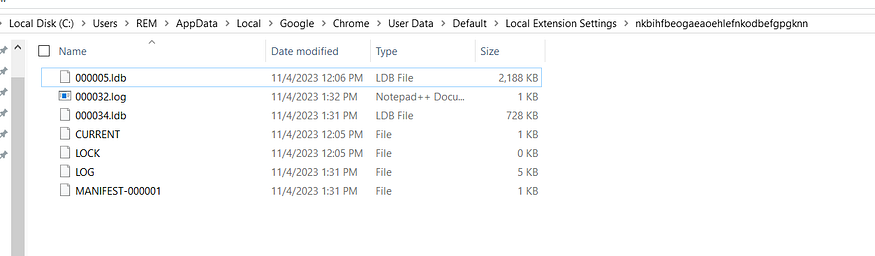 Local Disk (C:) > Users > REM > AppData > Local > Google > Chrome > User Data > Default > Local Extension Settings > nkbihfbeogaeaoehlefnkodbefgpgknn
Name Date modified Type Size
000005.ldb 11/4/2023 12:06 PM LDB File 2,188 KB
000032.log 11/4/2023 1:32 PM Notepad++ Docu... 1 KB
000034.ldb 11/4/2023 1:31 PM LDB File 728 KB
CURRENT 11/4/2023 12:05 PM File 1 KB
LOCK 11/4/2023 12:05 PM File 0 KB
LOG 11/4/2023 1:31 PM File 5 KB
MANIFEST-000001 11/4/2023 1:31 PM File 1 KB